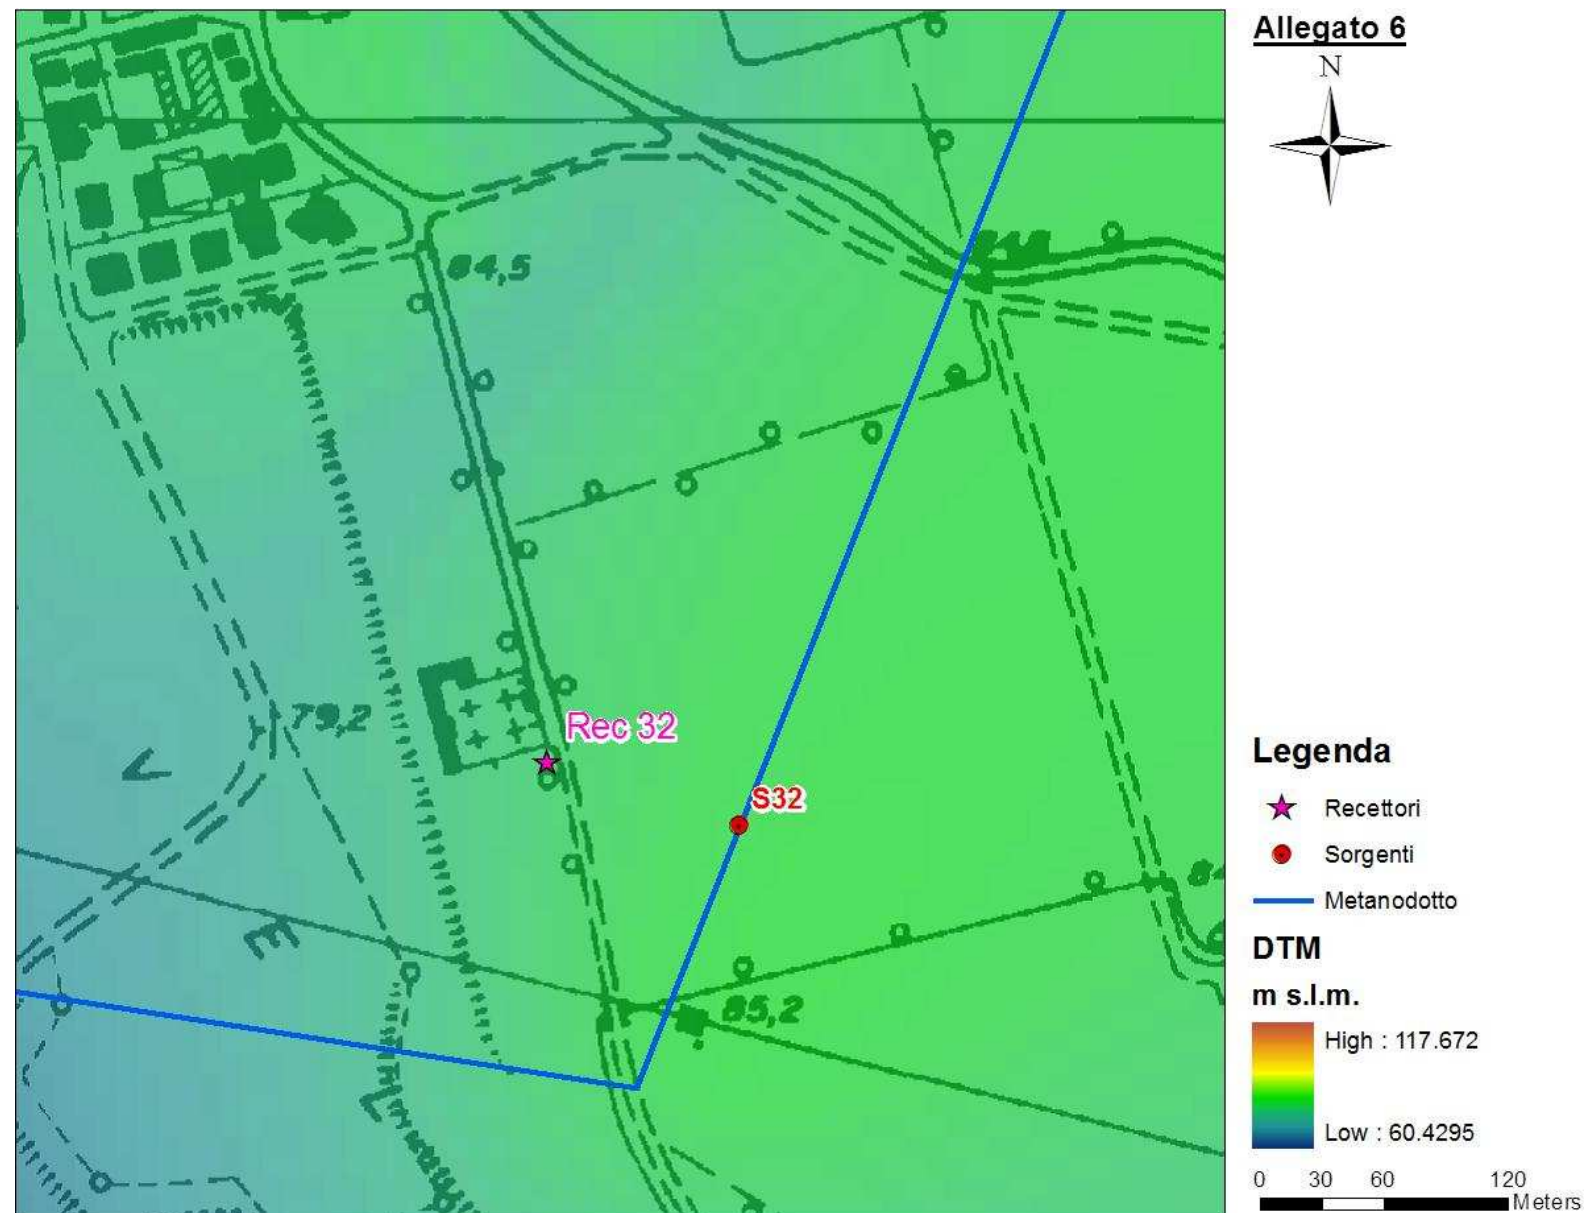 Allegato 6
N
84,5
Rec 32
79,2
V
S32
E
85,2
L
Legenda
Recettori
Sorgenti
Metanodotto
DTM
m s.l.m.
High : 117.672
Low : 60.4295
0 30 60 120
Meters